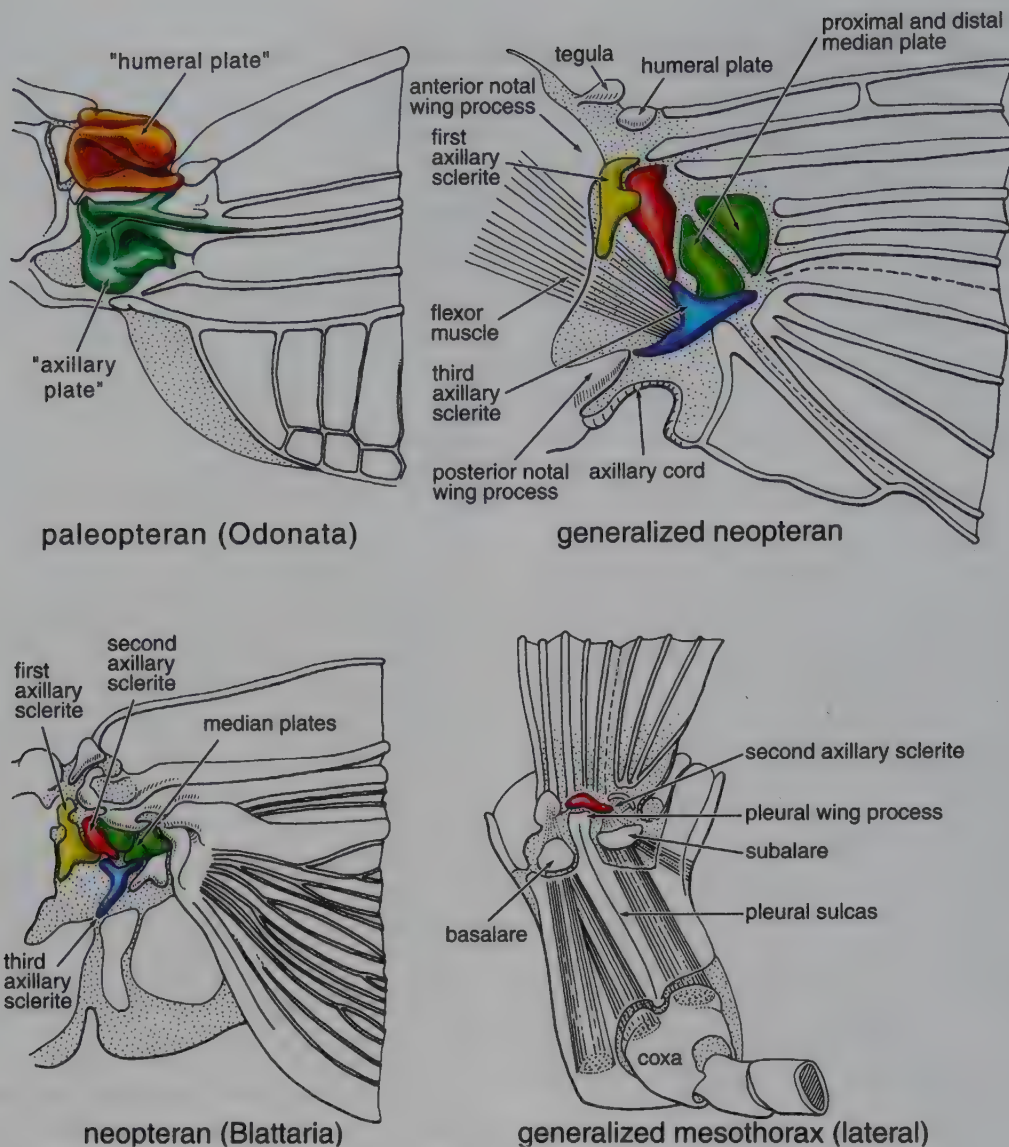 "humeral plate"
"axillary
plate"
paleopteran (Odonata)
tegula
humeral plate
proximal and distal
median plate
anterior notal
wing process
first
axillary
sclerite
flexor
muscle
third
axillary
sclerite
posterior notal
wing process
axillary cord
generalized neopteran
first
axillary
sclerite
second
axillary
sclerite
median plates
third
axillary
sclerite
neopteran (Blattaria)
second axillary sclerite
pleural wing process
subalare
pleural sulcas
basalare
coxa
generalized mesothorax (lateral)